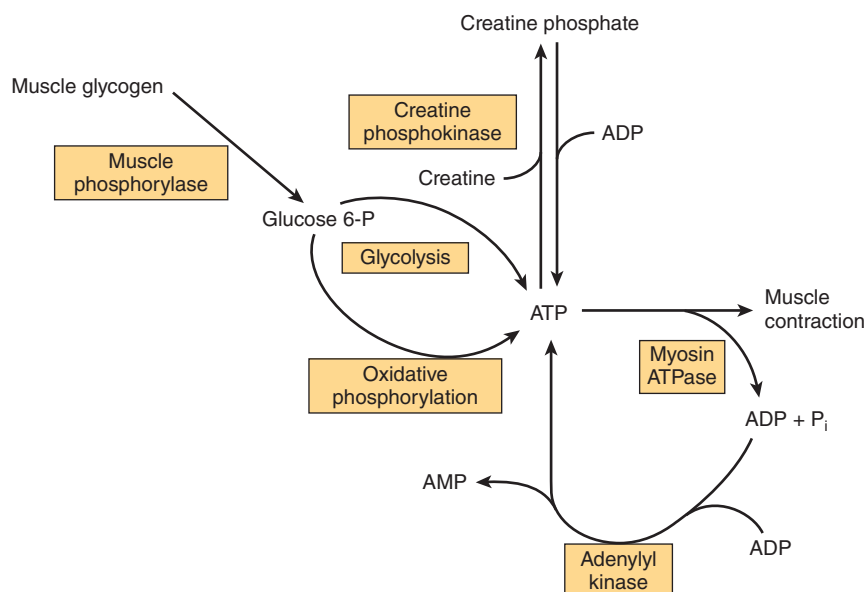 Creatine phosphate
Muscle glycogen
Creatine
phosphokinase
ADP
Muscle
phosphorylase
Creatine
Glucose 6-P
Glycolysis
ATP
Muscle
contraction
Myosin
ATPase
Oxidative
phosphorylation
ADP + Pi
AMP
ADP
Adenylyl
kinase